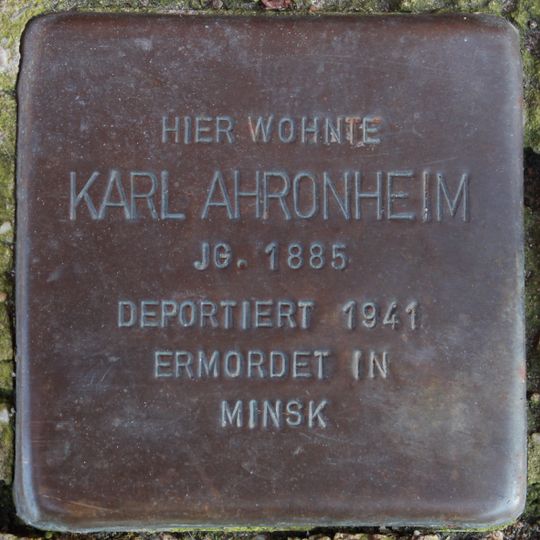 HIER WOHNTE
KARL AHRONHEIM
JG. 1885
DEPORTIERT 1941
ERMORDET IN
MINSK